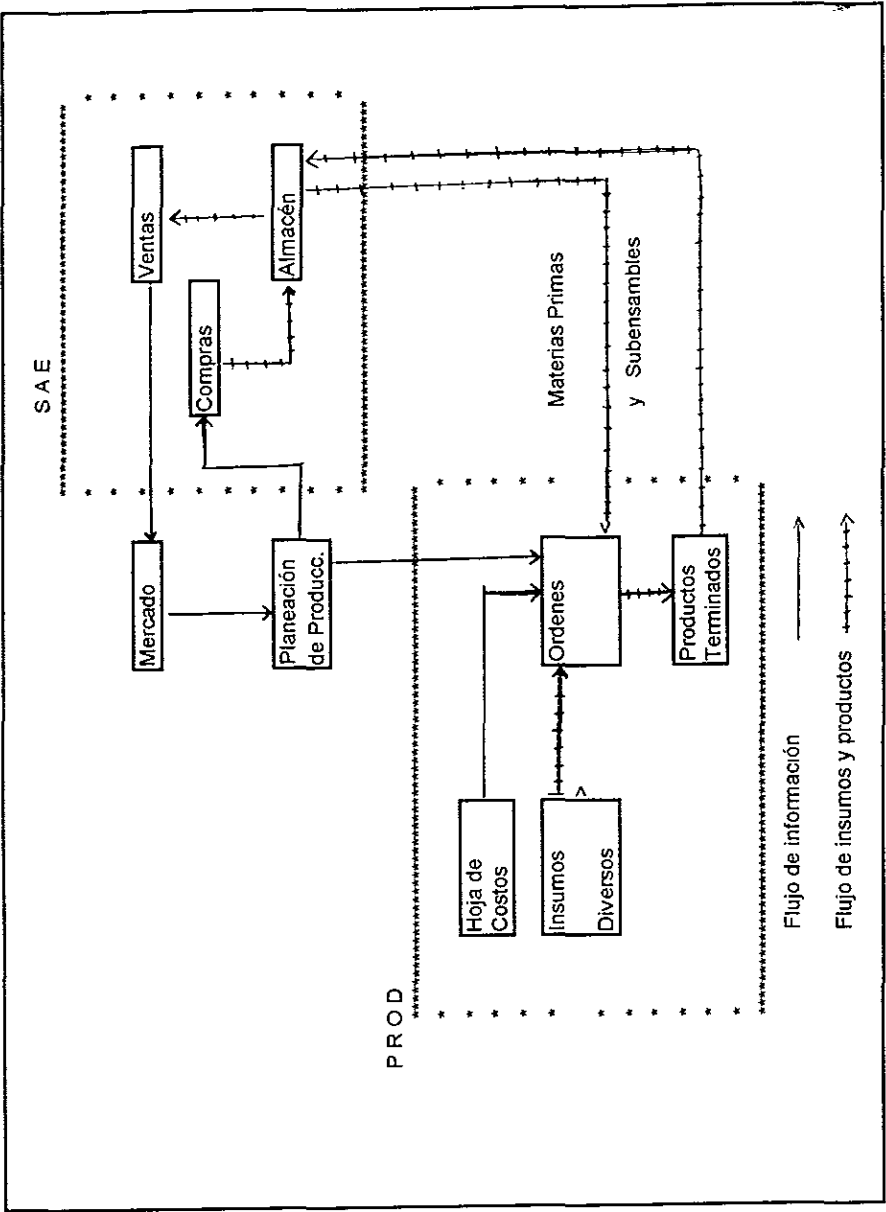 S A E
Ventas
Compras
Almacén
Mercado
Planeación
de Producc.
Materias Primas
y Subensambles
P R O D
Hoja de
Costos
Insumos
Diversos
Ordenes
Productos
Terminados
Flujo de información
Flujo de insumos y productos